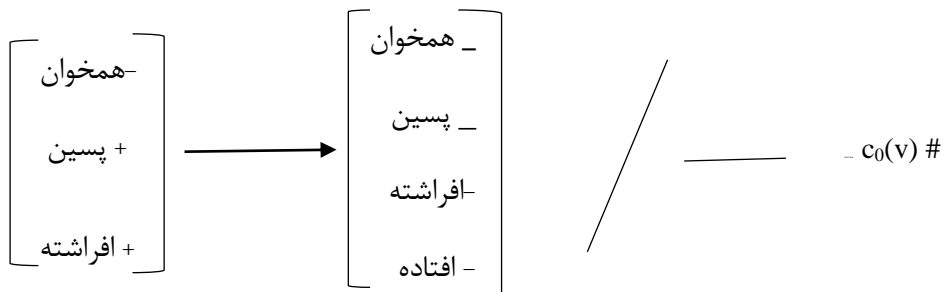 -همخوان
+ پسین
+ افراشته
_ همخوان
_ پسین
-افراشته
- افتاده
_ c₀(v) #